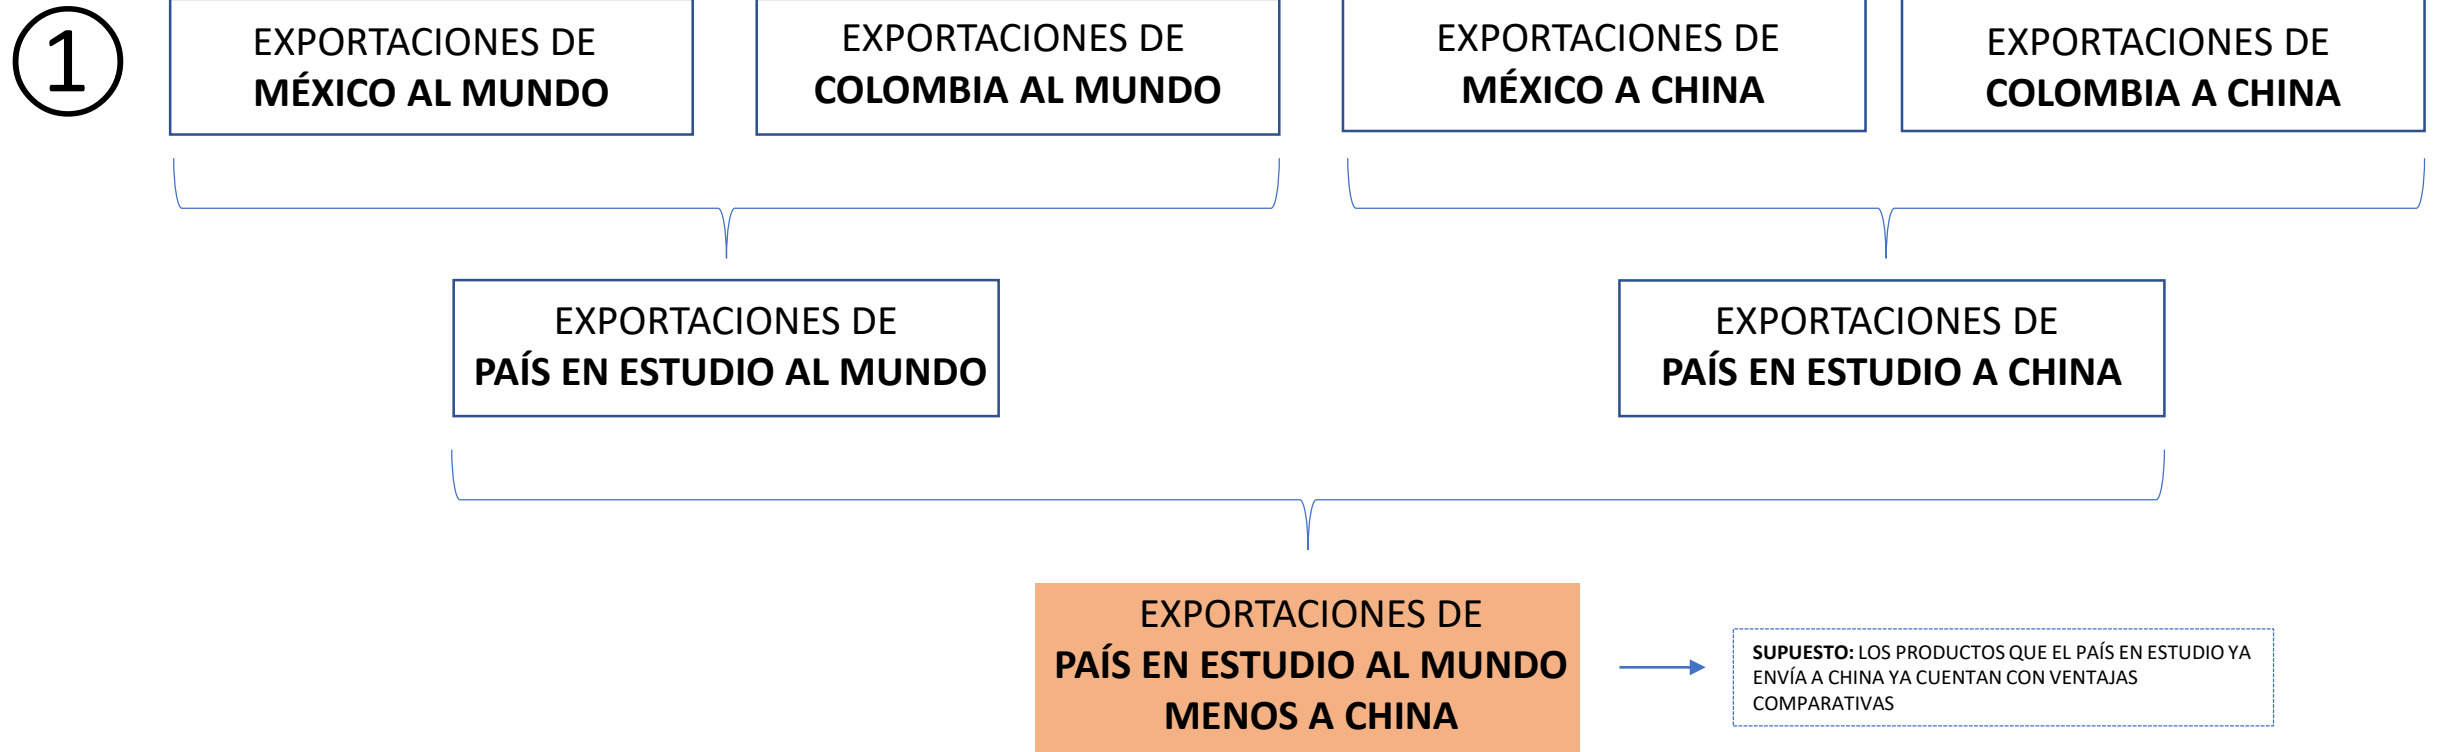 1
EXPORTACIONES DE
MÉXICO AL MUNDO
EXPORTACIONES DE
COLOMBIA AL MUNDO
EXPORTACIONES DE
MÉXICO A CHINA
EXPORTACIONES DE
COLOMBIA A CHINA
EXPORTACIONES DE
PAÍS EN ESTUDIO AL MUNDO
EXPORTACIONES DE
PAÍS EN ESTUDIO A CHINA
EXPORTACIONES DE
PAÍS EN ESTUDIO AL MUNDO
MENOS A CHINA
SUPUESTO: LOS PRODUCTOS QUE EL PAÍS EN ESTUDIO YA
ENVÍA A CHINA YA CUENTAN CON VENTAJAS
COMPARATIVAS